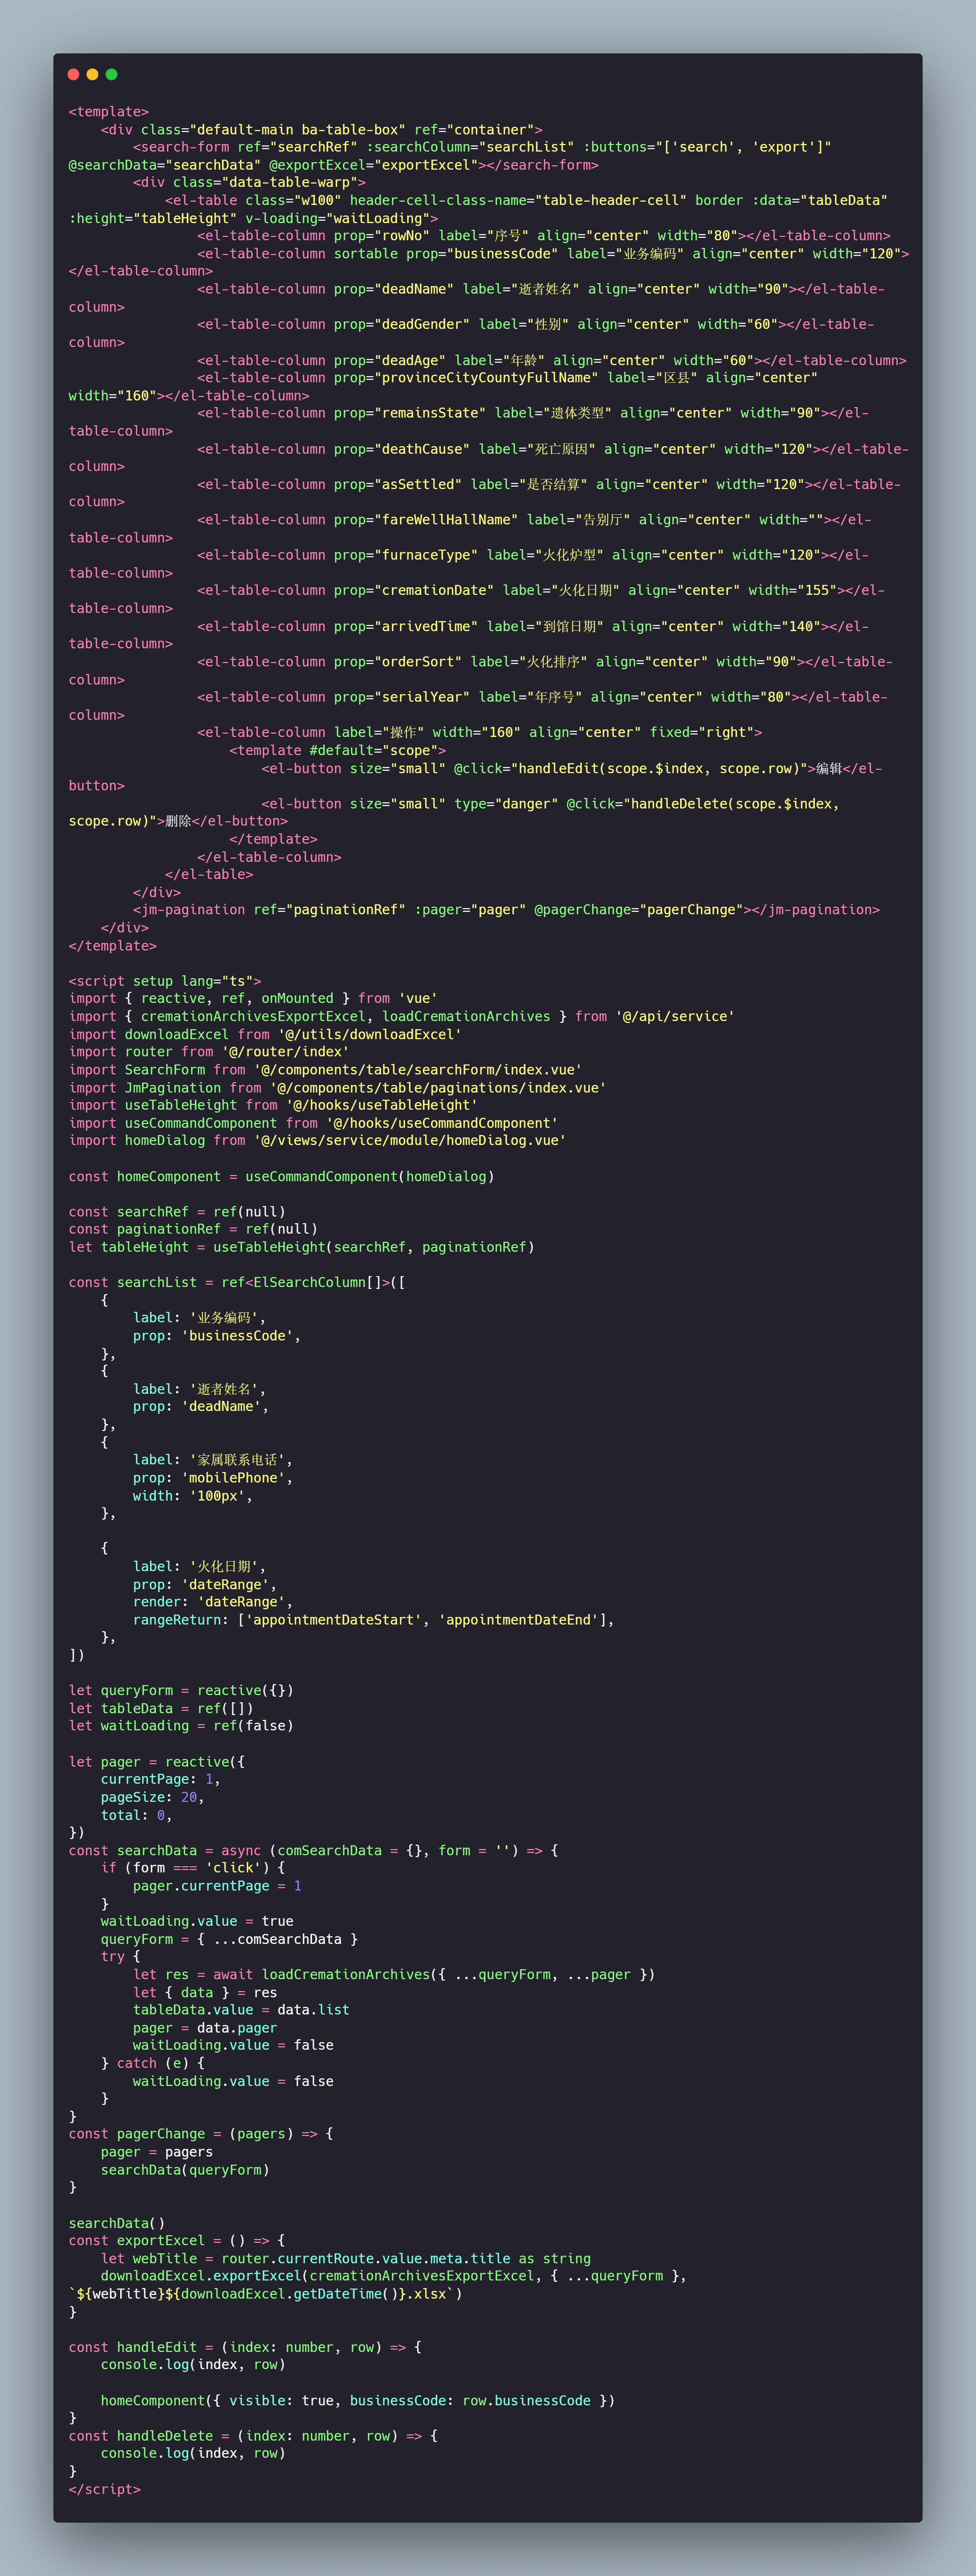 <template>
    <div class="default-main ba-table-box" ref="container">
        <search-form ref="searchRef" :searchColumn="searchList" :buttons="['search', 'export']"
@searchData="searchData" @exportExcel="exportExcel"></search-form>
        <div class="data-table-warp">
            <el-table class="w100" header-cell-class-name="table-header-cell" border :data="tableData"
:height="tableHeight" v-loading="waitLoading">
                <el-table-column prop="rowNo" label="序号" align="center" width="80"></el-table-column>
                <el-table-column sortable prop="businessCode" label="业务编码" align="center" width="120">
</el-table-column>
                <el-table-column prop="deadName" label="逝者姓名" align="center" width="90"></el-table-
column>
                <el-table-column prop="deadGender" label="性别" align="center" width="60"></el-table-
column>
                <el-table-column prop="deadAge" label="年龄" align="center" width="60"></el-table-column>
                <el-table-column prop="provinceCityCountyFullName" label="区县" align="center"
width="160"></el-table-column>
                <el-table-column prop="remainsState" label="遗体类型" align="center" width="90"></el-
table-column>
                <el-table-column prop="deathCause" label="死亡原因" align="center" width="120"></el-table-
column>
                <el-table-column prop="asSettled" label="是否结算" align="center" width="120"></el-table-
column>
                <el-table-column prop="fareWellHallName" label="告别厅" align="center" width=""></el-
table-column>
                <el-table-column prop="furnaceType" label="火化炉型" align="center" width="120"></el-
table-column>
                <el-table-column prop="cremationDate" label="火化日期" align="center" width="155"></el-
table-column>
                <el-table-column prop="arrivedTime" label="到馆日期" align="center" width="140"></el-
table-column>
                <el-table-column prop="orderSort" label="火化排序" align="center" width="90"></el-table-
column>
                <el-table-column prop="serialYear" label="年序号" align="center" width="80"></el-table-
column>
                <el-table-column label="操作" width="160" align="center" fixed="right">
                    <template #default="scope">
                        <el-button size="small" @click="handleEdit(scope.$index, scope.row)">编辑</el-
button>
                        <el-button size="small" type="danger" @click="handleDelete(scope.$index,
scope.row)">删除</el-button>
                    </template>
                </el-table-column>
            </el-table>
        </div>
        <jm-pagination ref="paginationRef" :pager="pager" @pagerChange="pagerChange"></jm-pagination>
    </div>
</template>

<script setup lang="ts">
import { reactive, ref, onMounted } from 'vue'
import { cremationArchivesExportExcel, loadCremationArchives } from '@/api/service'
import downloadExcel from '@/utils/downloadExcel'
import router from '@/router/index'
import SearchForm from '@/components/table/searchForm/index.vue'
import JmPagination from '@/components/table/paginations/index.vue'
import useTableHeight from '@/hooks/useTableHeight'
import useCommandComponent from '@/hooks/useCommandComponent'
import homeDialog from '@/views/service/module/homeDialog.vue'

const homeComponent = useCommandComponent(homeDialog)

const searchRef = ref(null)
const paginationRef = ref(null)
let tableHeight = useTableHeight(searchRef, paginationRef)

const searchList = ref<ElSearchColumn[]>([
    {
        label: '业务编码',
        prop: 'businessCode',
    },
    {
        label: '逝者姓名',
        prop: 'deadName',
    },
    {
        label: '家属联系电话',
        prop: 'mobilePhone',
        width: '100px',
    },

    {
        label: '火化日期',
        prop: 'dateRange',
        render: 'dateRange',
        rangeReturn: ['appointmentDateStart', 'appointmentDateEnd'],
    },
])

let queryForm = reactive({})
let tableData = ref([])
let waitLoading = ref(false)

let pager = reactive({
    currentPage: 1,
    pageSize: 20,
    total: 0,
})
const searchData = async (comSearchData = {}, form = '') => {
    if (form === 'click') {
        pager.currentPage = 1
    }
    waitLoading.value = true
    queryForm = { ...comSearchData }
    try {
        let res = await loadCremationArchives({ ...queryForm, ...pager })
        let { data } = res
        tableData.value = data.list
        pager = data.pager
        waitLoading.value = false
    } catch (e) {
        waitLoading.value = false
    }
}
const pagerChange = (pagers) => {
    pager = pagers
    searchData(queryForm)
}

searchData()
const exportExcel = () => {
    let webTitle = router.currentRoute.value.meta.title as string
    downloadExcel.exportExcel(cremationArchivesExportExcel, { ...queryForm },
`${webTitle}${downloadExcel.getDateTime()}.xlsx`)
}

const handleEdit = (index: number, row) => {
    console.log(index, row)

    homeComponent({ visible: true, businessCode: row.businessCode })
}
const handleDelete = (index: number, row) => {
    console.log(index, row)
}
</script>